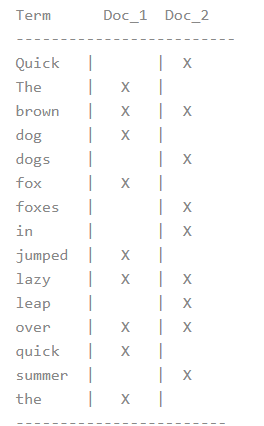 Term      Doc_1  Doc_2
-------------------------
Quick   |       |  X
The     |   X   |
brown   |   X   |  X
dog     |   X   |
dogs    |       |  X
fox     |   X   |
foxes   |       |  X
in      |       |  X
jumped  |   X   |
lazy    |   X   |  X
leap    |       |  X
over    |   X   |  X
quick   |   X   |
summer  |       |  X
the     |   X   |
------------------------